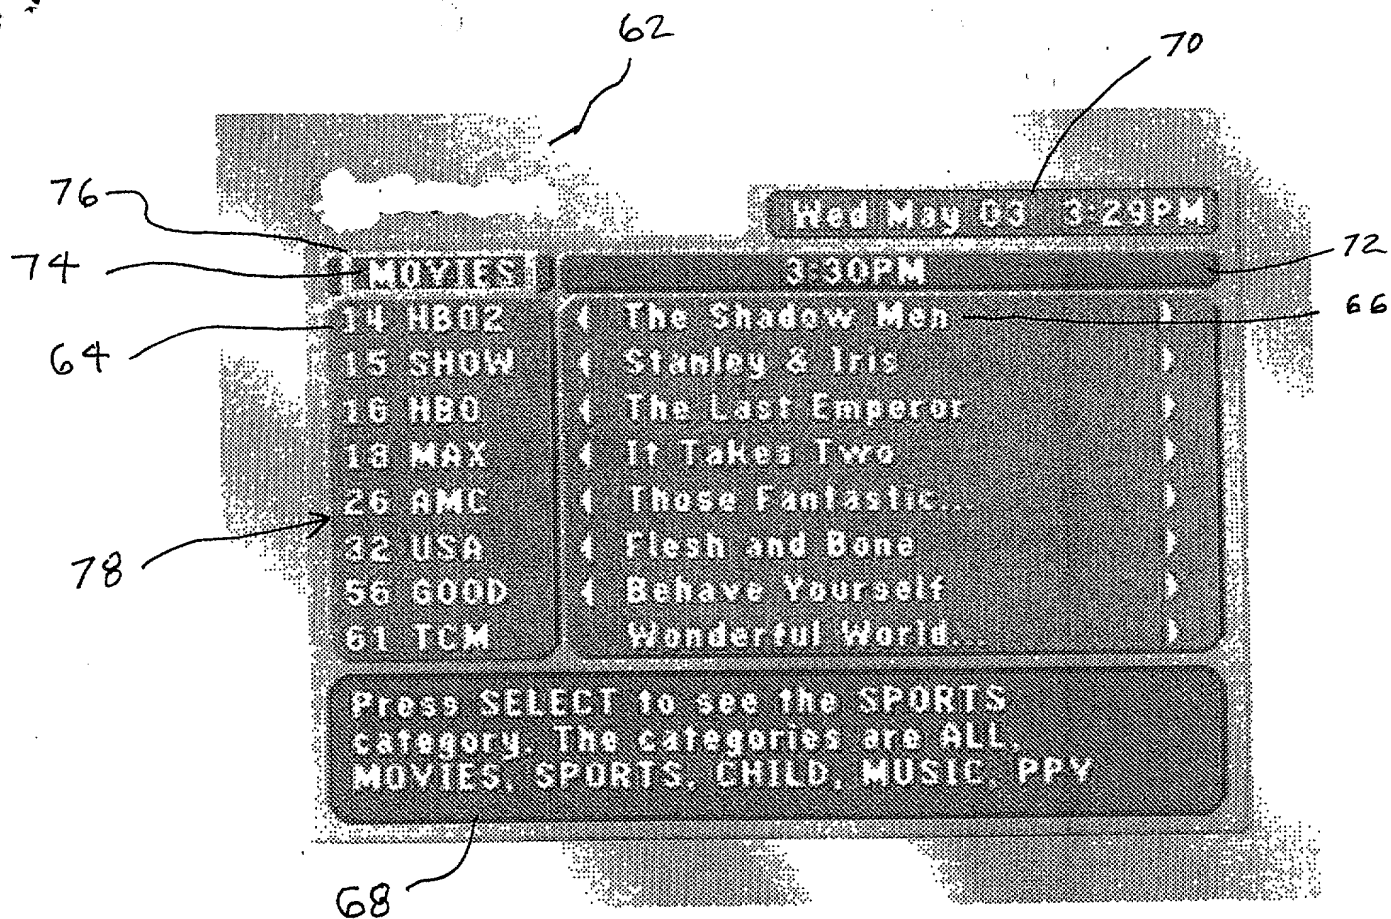 62
70
76
Wed May 03 3:29PM
74
MOVIES 3:30PM
72
14 HBO2 The Shadow Men
66
64
15 SHOW Stanley & Iris
16 HBO The Last Emperor
18 MAX It Takes Two
26 AMC Those Fantastic...
78
32 USA Flesh and Bone
56 GOOD Behave Yourself
61 TCM Wonderful World...
Press SELECT to see the SPORTS
category. The categories are ALL,
MOVIES, SPORTS, CHILD, MUSIC, PPV
68